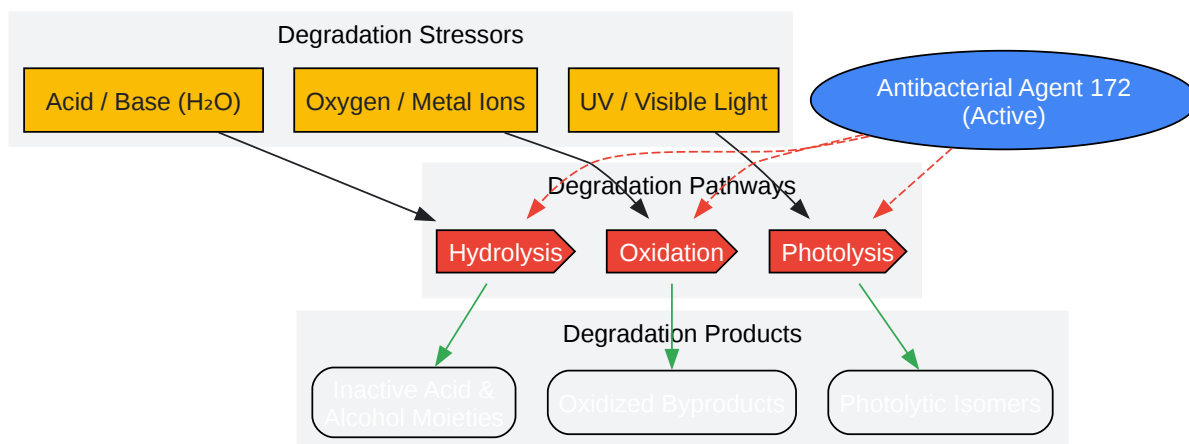 Degradation Stressors
Acid / Base (H₂O)
Oxygen / Metal Ions
UV / Visible Light
Antibacterial Agent 172
(Active)
Degradation Pathways
Hydrolysis
Oxidation
Photolysis
Degradation Products
Inactive Acid &
Alcohol Moieties
Oxidized Byproducts
Photolytic Isomers